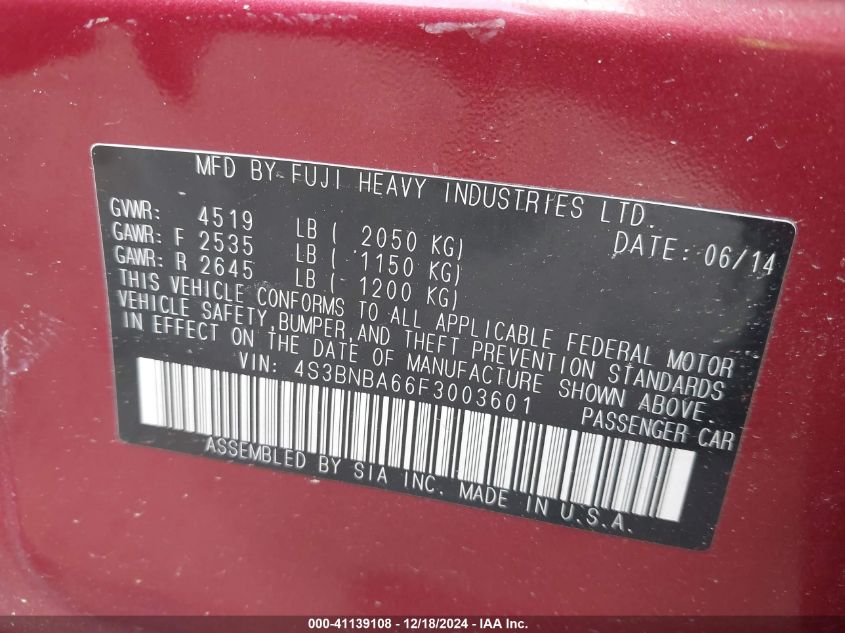 MFD BY FUJI HEAVY INDUSTRIES LTD.
GVWR: 4519 LB ( 2050 KG) DATE: 06/14
GAWR: F 2535 LB ( 1150 KG)
GAWR: R 2645 LB ( 1200 KG)
THIS VEHICLE CONFORMS TO ALL APPLICABLE FEDERAL MOTOR
VEHICLE SAFETY,BUMPER,AND THEFT PREVENTION STANDARDS
IN EFFECT ON THE DATE OF MANUFACTURE SHOWN ABOVE.
VIN: 4S3BNBA66F3003601 PASSENGER CAR
ASSEMBLED BY SIA INC. MADE IN U.S.A.
000-41139108 - 12/18/2024 - IAA Inc.